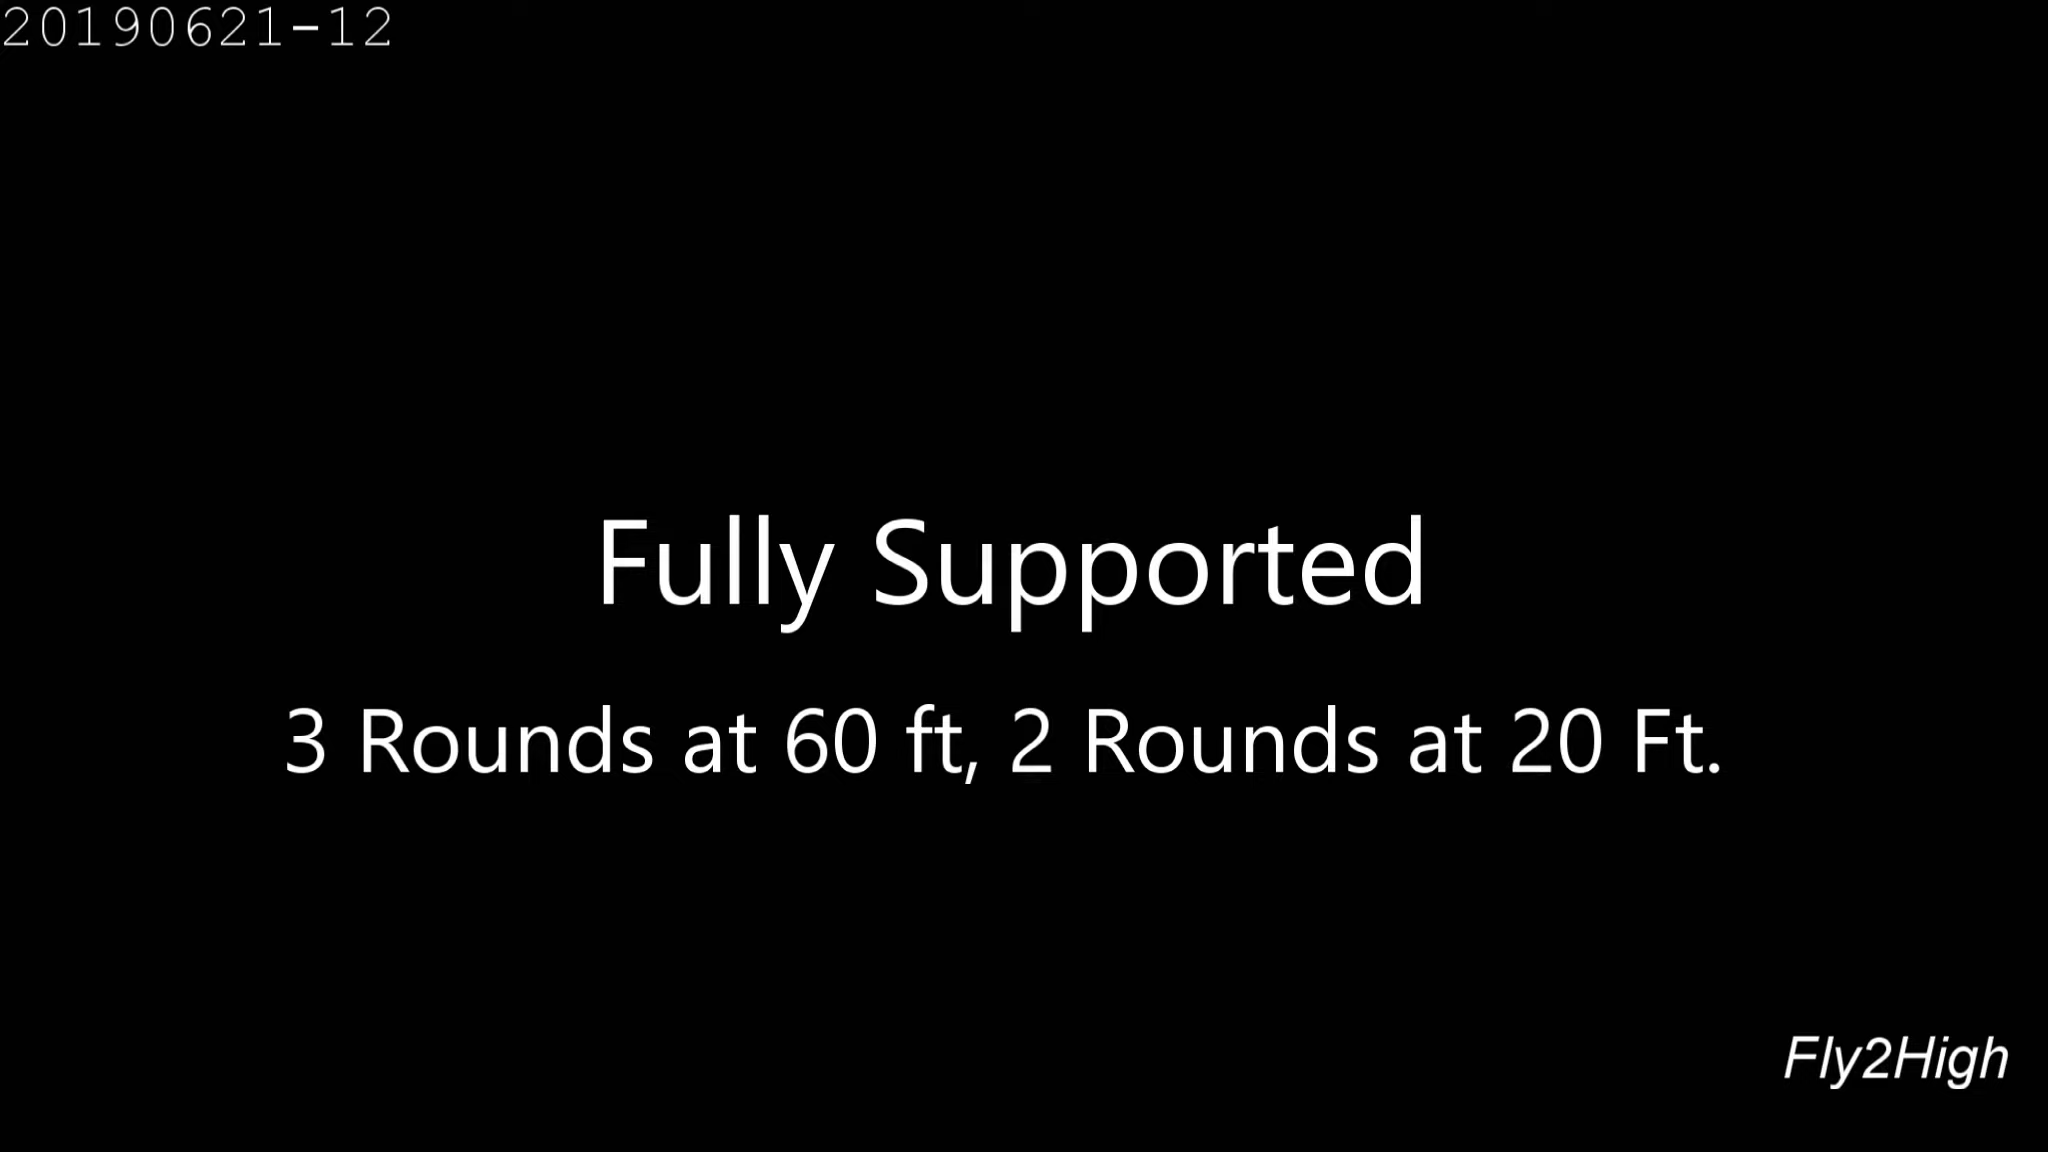 20190621-12
Fully Supported
3 Rounds at 60 ft, 2 Rounds at 20 Ft.
Fly2High